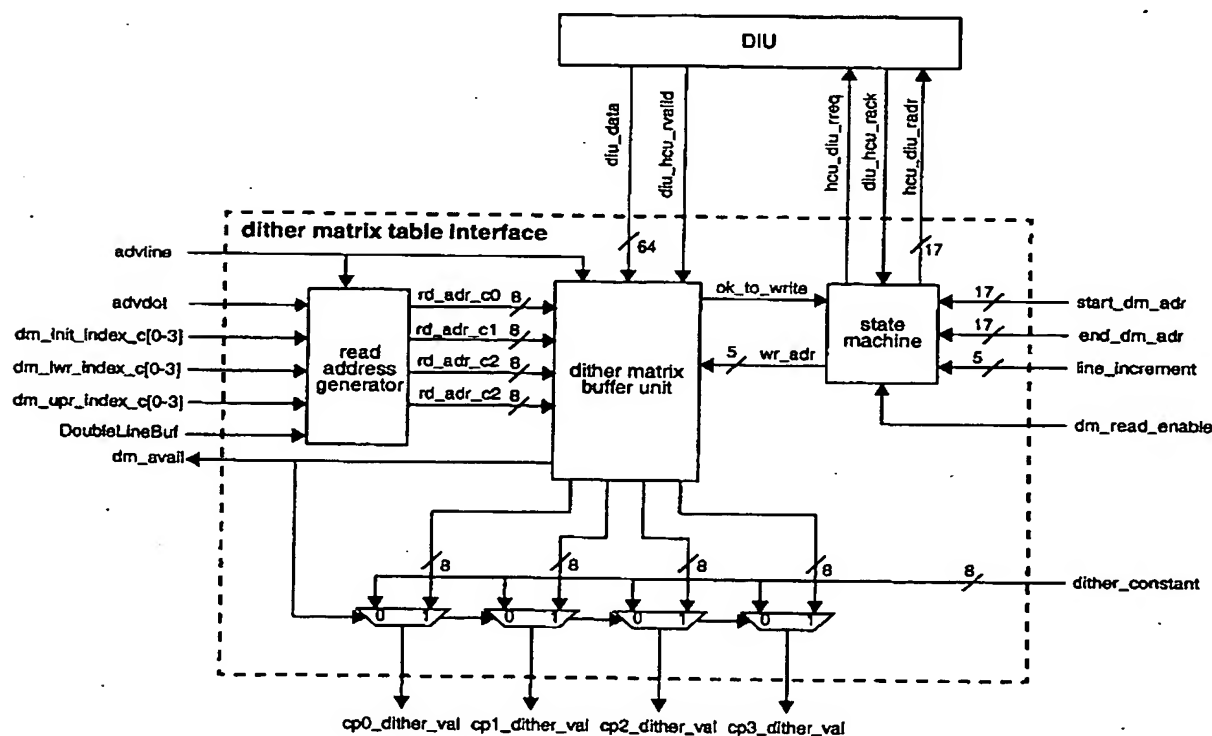 DIU
diu_data
diu_hcu_rvalid
hcu_diu_rreq
diu_hcu_rack
hcu_diu_radr
dither matrix table interface
64
17
advline
advdot
dm_init_index_c[0-3]
dm_lwr_index_c[0-3]
dm_upr_index_c[0-3]
DoubleLineBuf
dm_avail
read
address
generator
rd_adr_c0 8
rd_adr_c1 8
rd_adr_c2 8
rd_adr_c2 8
dither matrix
buffer unit
ok_to_write
5 wr_adr
state
machine
17 start_dm_adr
17 end_dm_adr
5 line_increment
dm_read_enable
8 8 8 8 8 dither_constant
0 1 0 1 0 1 0 1
cp0_dither_val cp1_dither_val cp2_dither_val cp3_dither_val